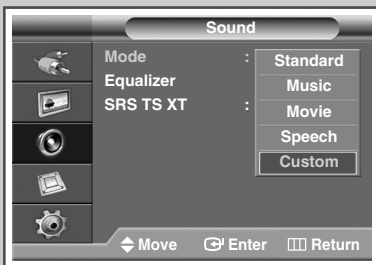 Sound
Mode : Standard
Equalizer Music
SRS TS XT : Movie
Speech
Custom
Move Enter Return